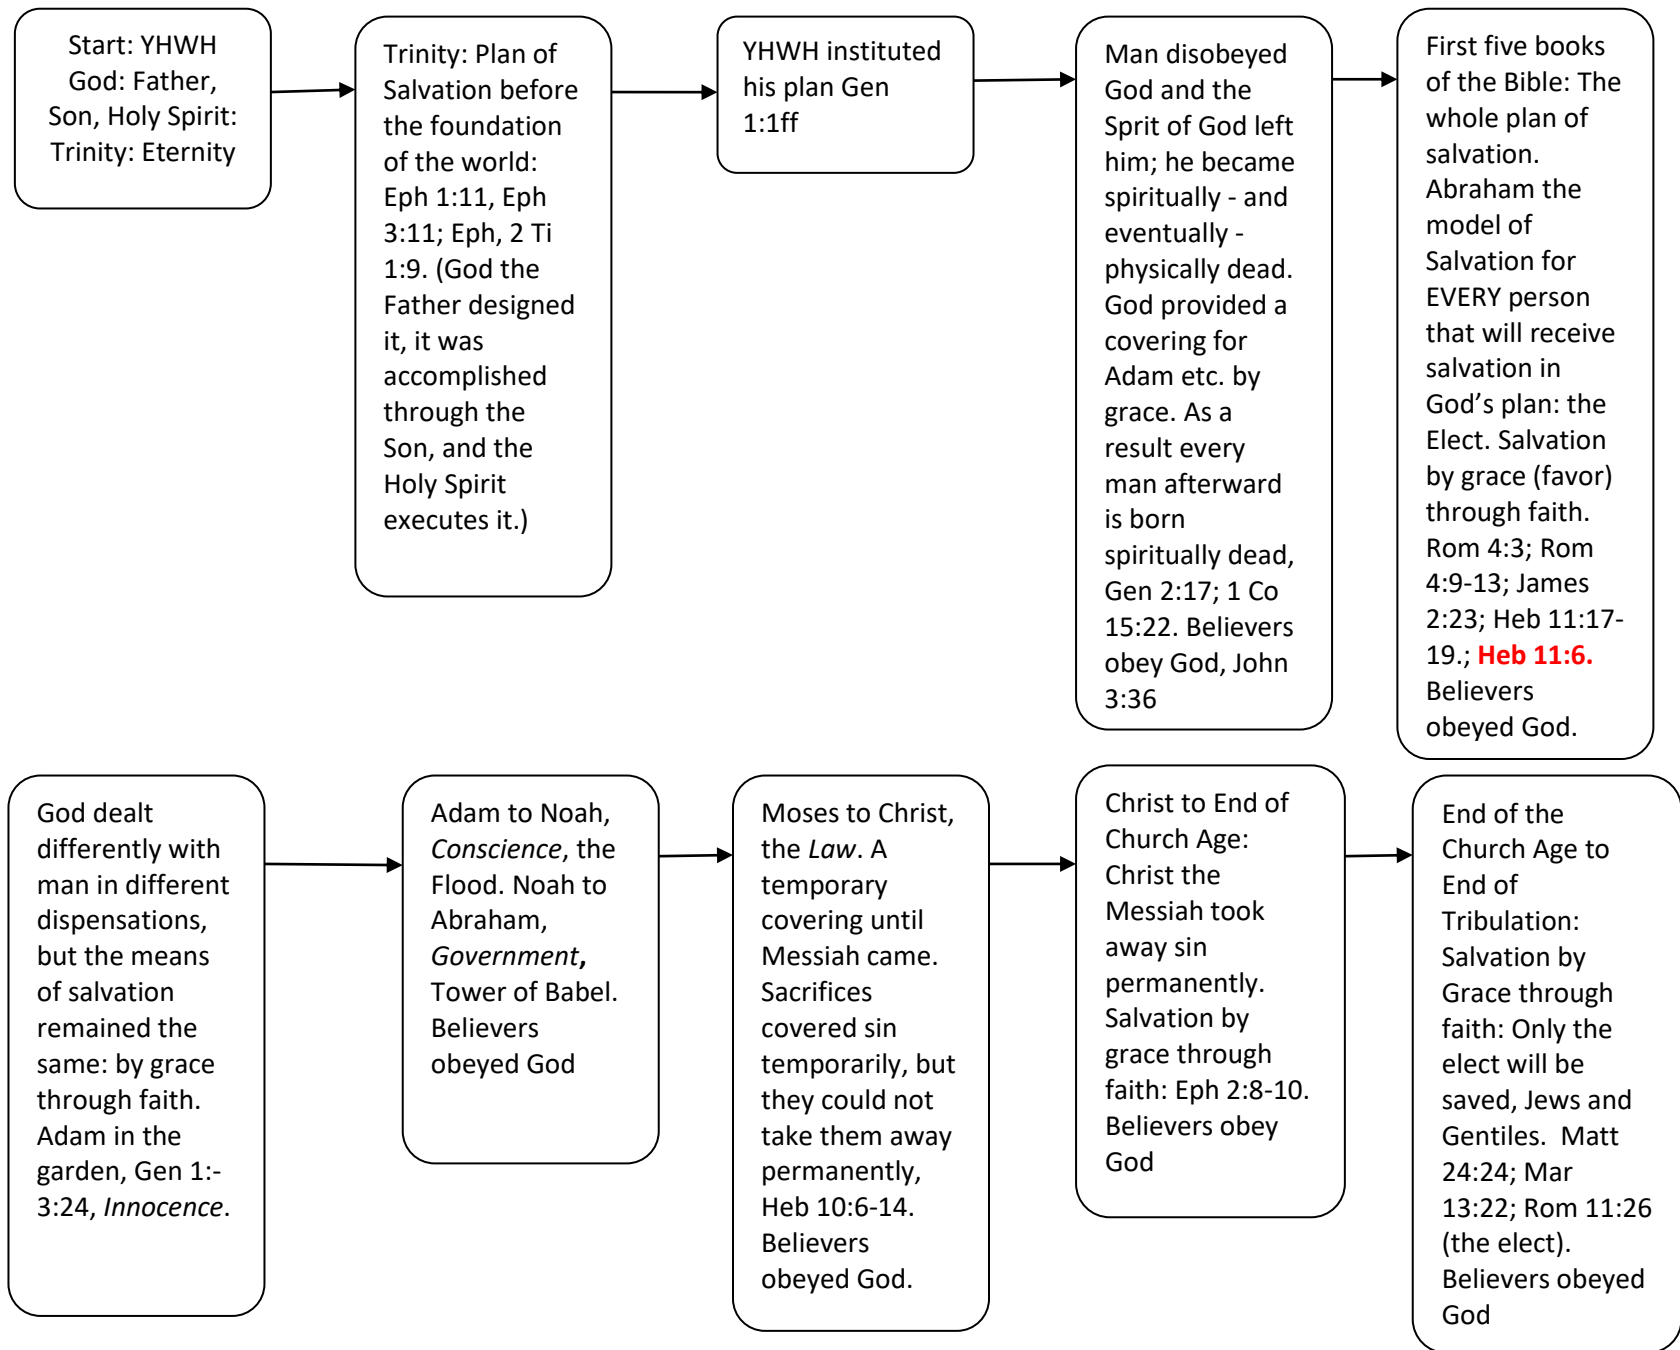 Start: YHWH
God: Father,
Son, Holy Spirit:
Trinity: Eternity
Trinity: Plan of
Salvation before
the foundation
of the world:
Eph 1:11, Eph
3:11; Eph, 2 Ti
1:9. (God the
Father designed
it, it was
accomplished
through the
Son, and the
Holy Spirit
executes it.)
YHWH instituted
his plan Gen
1:1ff
Man disobeyed
God and the
Sprit of God left
him; he became
spiritually - and
eventually -
physically dead.
God provided a
covering for
Adam etc. by
grace. As a
result every
man afterward
is born
spiritually dead,
Gen 2:17; 1 Co
15:22. Believers
obey God, John
3:36
First five books
of the Bible: The
whole plan of
salvation.
Abraham the
model of
Salvation for
EVERY person
that will receive
salvation in
God’s plan: the
Elect. Salvation
by grace (favor)
through faith.
Rom 4:3; Rom
4:9-13; James
2:23; Heb 11:17-
19.; Heb 11:6.
Believers
obeyed God.
God dealt
differently with
man in different
dispensations,
but the means
of salvation
remained the
same: by grace
through faith.
Adam in the
garden, Gen 1:-
3:24, Innocence.
Adam to Noah,
Conscience, the
Flood. Noah to
Abraham,
Government,
Tower of Babel.
Believers
obeyed God
Moses to Christ,
the Law. A
temporary
covering until
Messiah came.
Sacrifices
covered sin
temporarily, but
they could not
take them away
permanently,
Heb 10:6-14.
Believers
obeyed God.
Christ to End of
Church Age:
Christ the
Messiah took
away sin
permanently.
Salvation by
grace through
faith: Eph 2:8-10.
Believers obey
God
End of the
Church Age to
End of
Tribulation:
Salvation by
Grace through
faith: Only the
elect will be
saved, Jews and
Gentiles.  Matt
24:24; Mar
13:22; Rom 11:26
(the elect).
Believers obeyed
God